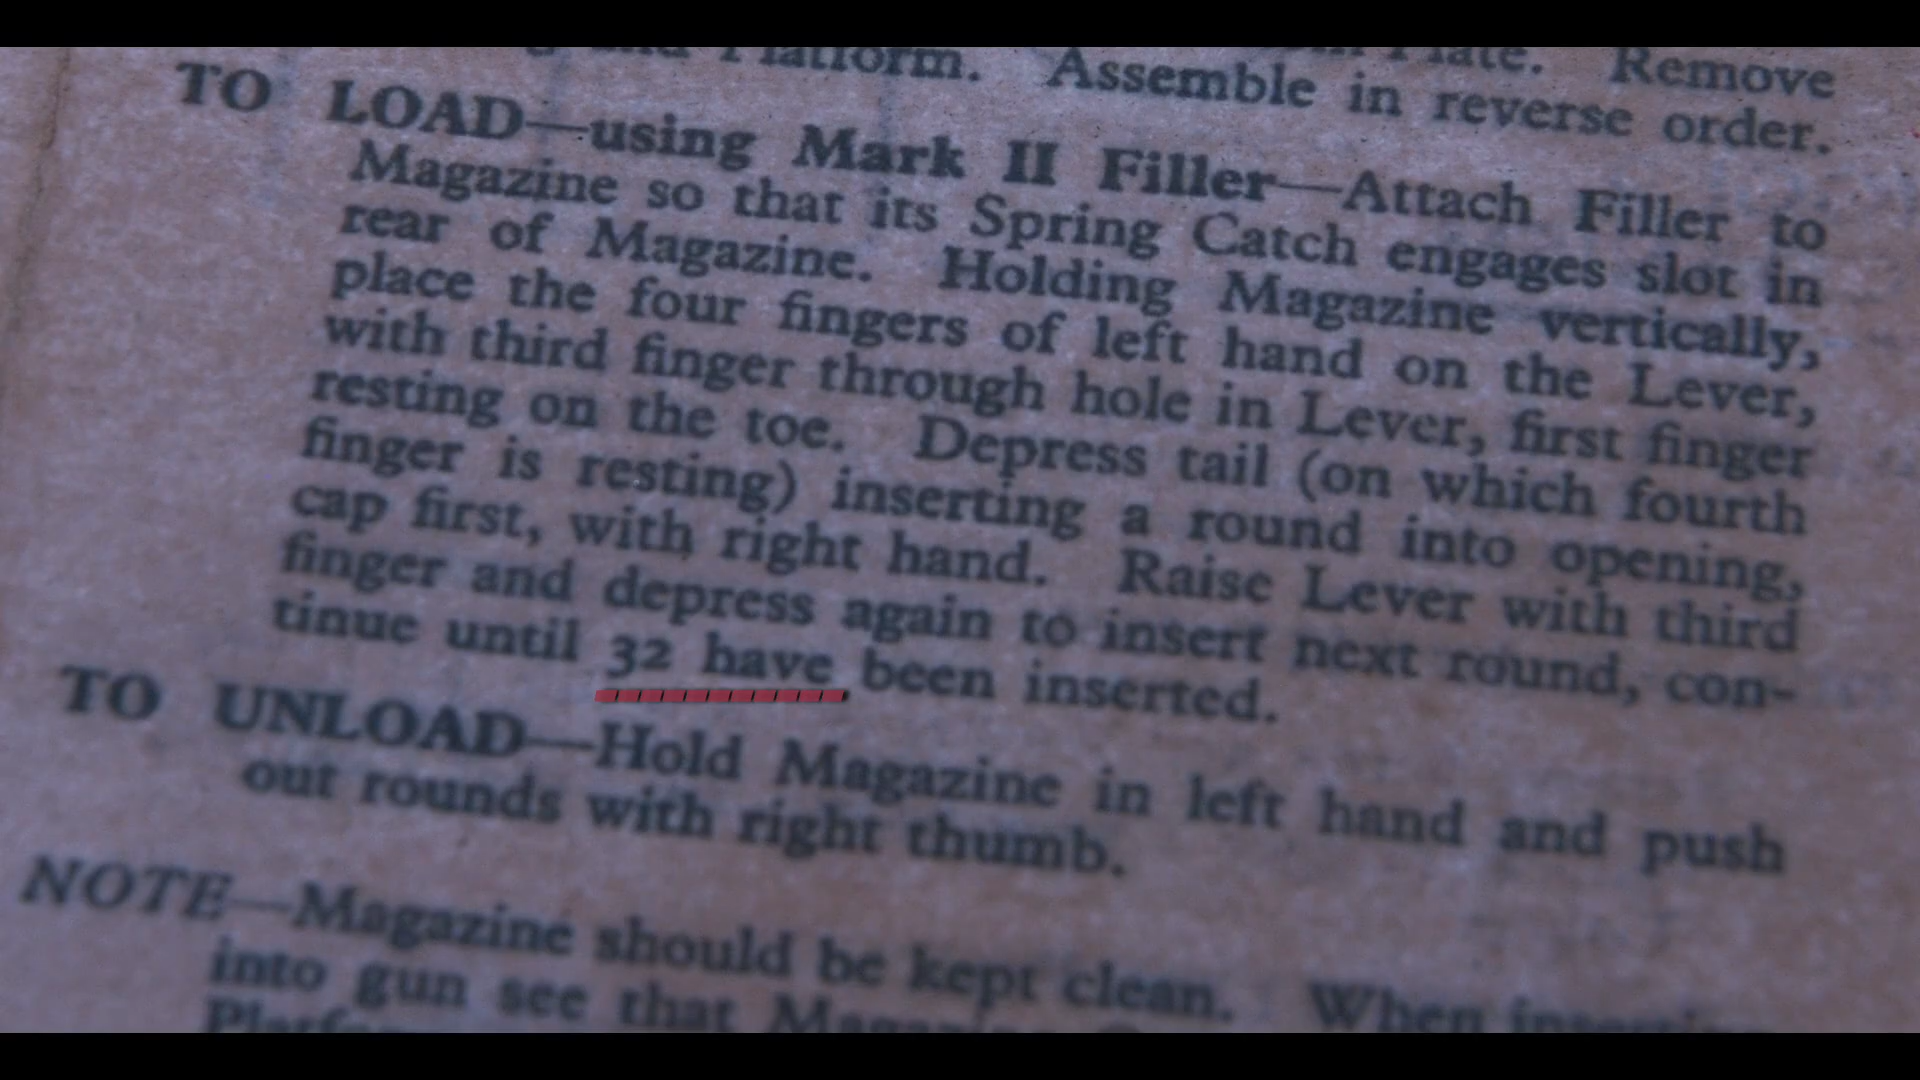 and Platform. Assemble in reverse order. Remove
TO LOAD—using Mark II Filler—Attach Filler to
Magazine so that its Spring Catch engages slot in
rear of Magazine. Holding Magazine vertically,
place the four fingers of left hand on the Lever,
with third finger through hole in Lever, first finger
resting on the toe. Depress tail (on which fourth
finger is resting) inserting a round into opening,
cap first, with right hand. Raise Lever with third
finger and depress again to insert next round, con-
tinue until 32 have been inserted.
TO UNLOAD—Hold Magazine in left hand and push
out rounds with right thumb.
NOTE—Magazine should be kept clean. When inserting
into gun see that Magazine